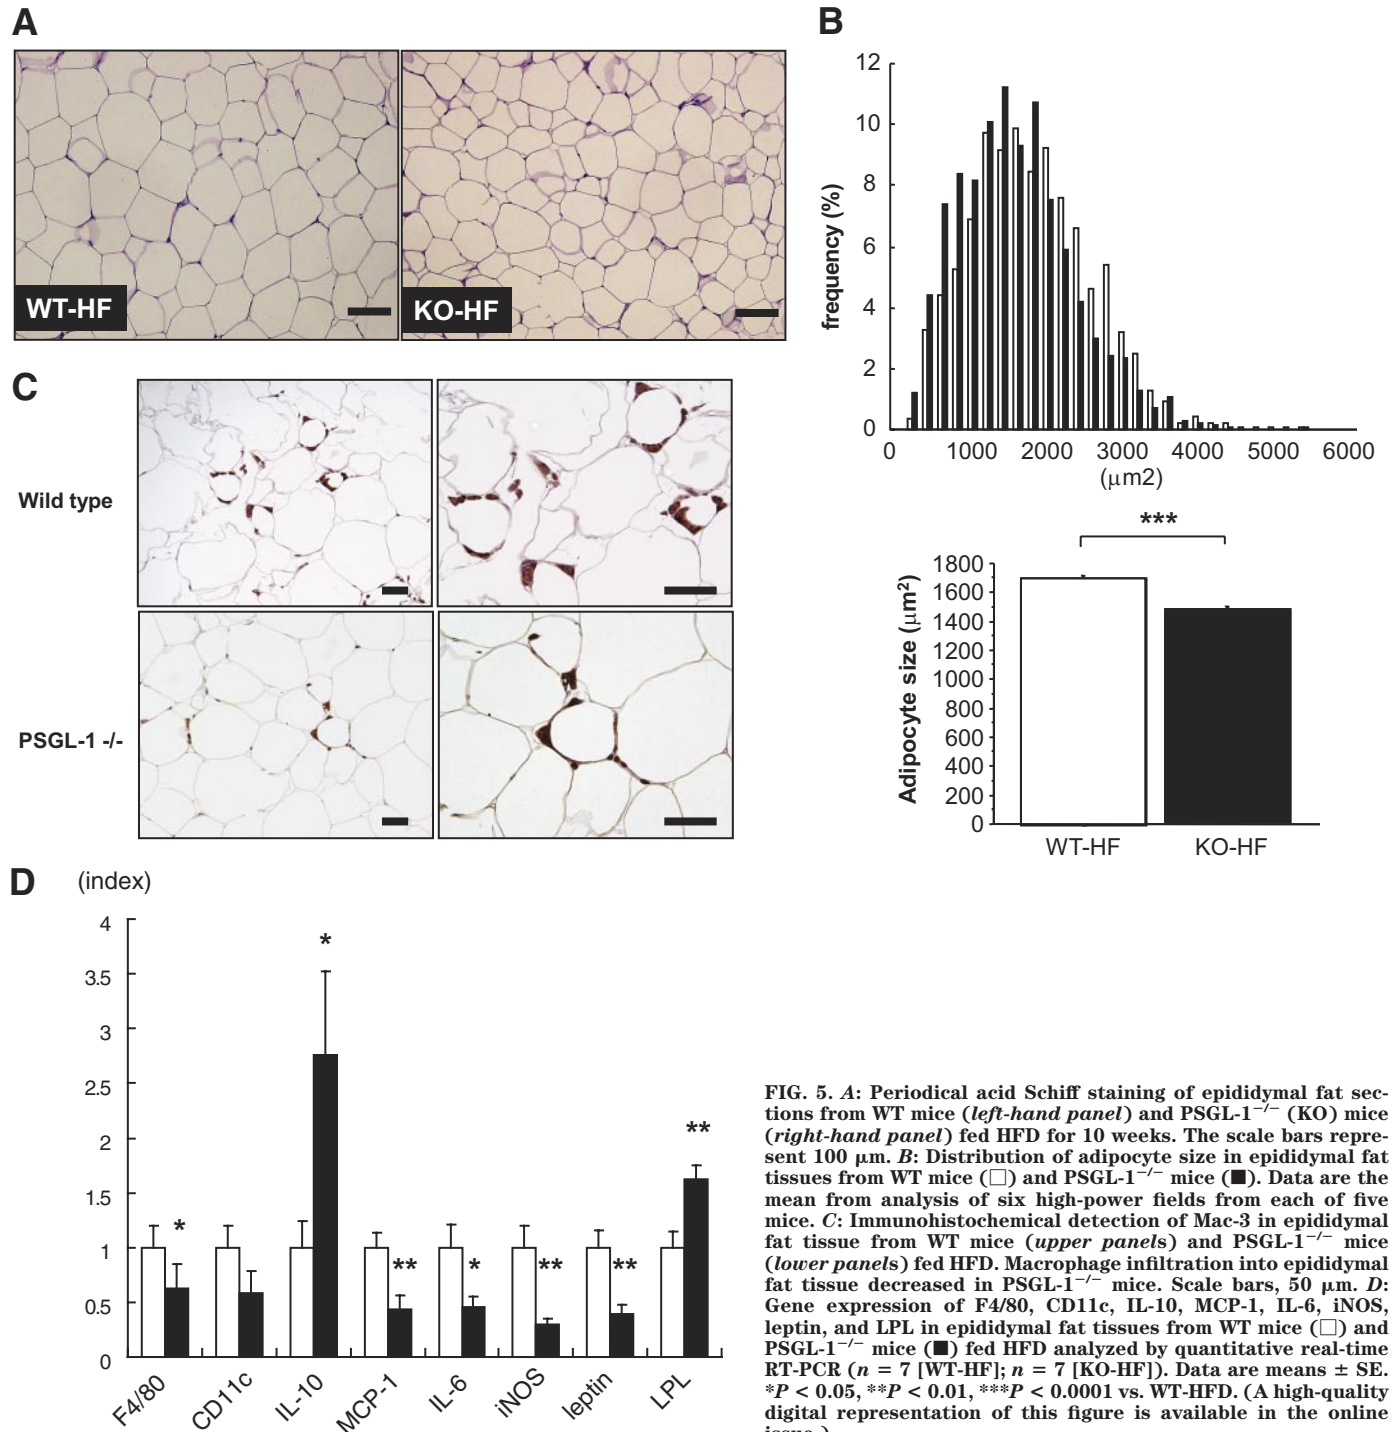 A
WT-HF
KO-HF
B
12
10
8
6
4
2
0
frequency (%)
0 1000 2000 3000 4000 5000 6000
(μm2)
***
1800
1600
1400
1200
1000
800
600
400
200
0
Adipocyte size (μm²)
WT-HF KO-HF
C
Wild type
PSGL-1 -/-
D
(index)
4
3.5
3
2.5
2
1.5
1
0.5
0
* * ** * ** ** **
F4/80 CD11c IL-10 MCP-1 IL-6 iNOS leptin LPL
FIG. 5. A: Periodical acid Schiff staining of epididymal fat sec-
tions from WT mice (left-hand panel) and PSGL-1⁻/⁻ (KO) mice
(right-hand panel) fed HFD for 10 weeks. The scale bars repre-
sent 100 μm. B: Distribution of adipocyte size in epididymal fat
tissues from WT mice (□) and PSGL-1⁻/⁻ mice (■). Data are the
mean from analysis of six high-power fields from each of five
mice. C: Immunohistochemical detection of Mac-3 in epididymal
fat tissue from WT mice (upper panels) and PSGL-1⁻/⁻ mice
(lower panels) fed HFD. Macrophage infiltration into epididymal
fat tissue decreased in PSGL-1⁻/⁻ mice. Scale bars, 50 μm. D:
Gene expression of F4/80, CD11c, IL-10, MCP-1, IL-6, iNOS,
leptin, and LPL in epididymal fat tissues from WT mice (□) and
PSGL-1⁻/⁻ mice (■) fed HFD analyzed by quantitative real-time
RT-PCR (n = 7 [WT-HF]; n = 7 [KO-HF]). Data are means ± SE.
*P < 0.05, **P < 0.01, ***P < 0.0001 vs. WT-HFD. (A high-quality
digital representation of this figure is available in the online